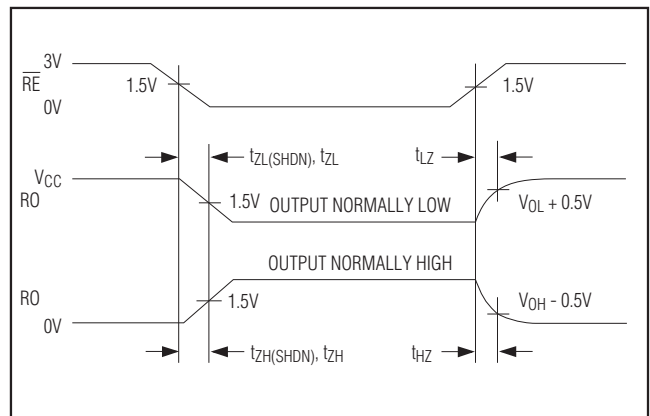 3V
R̅E̅
1.5V
1.5V
0V
tZL(SHDN), tZL
tLZ
VCC
RO
1.5V
OUTPUT NORMALLY LOW
VOL + 0.5V
OUTPUT NORMALLY HIGH
RO
1.5V
VOH - 0.5V
0V
tZH(SHDN), tZH
tHZ